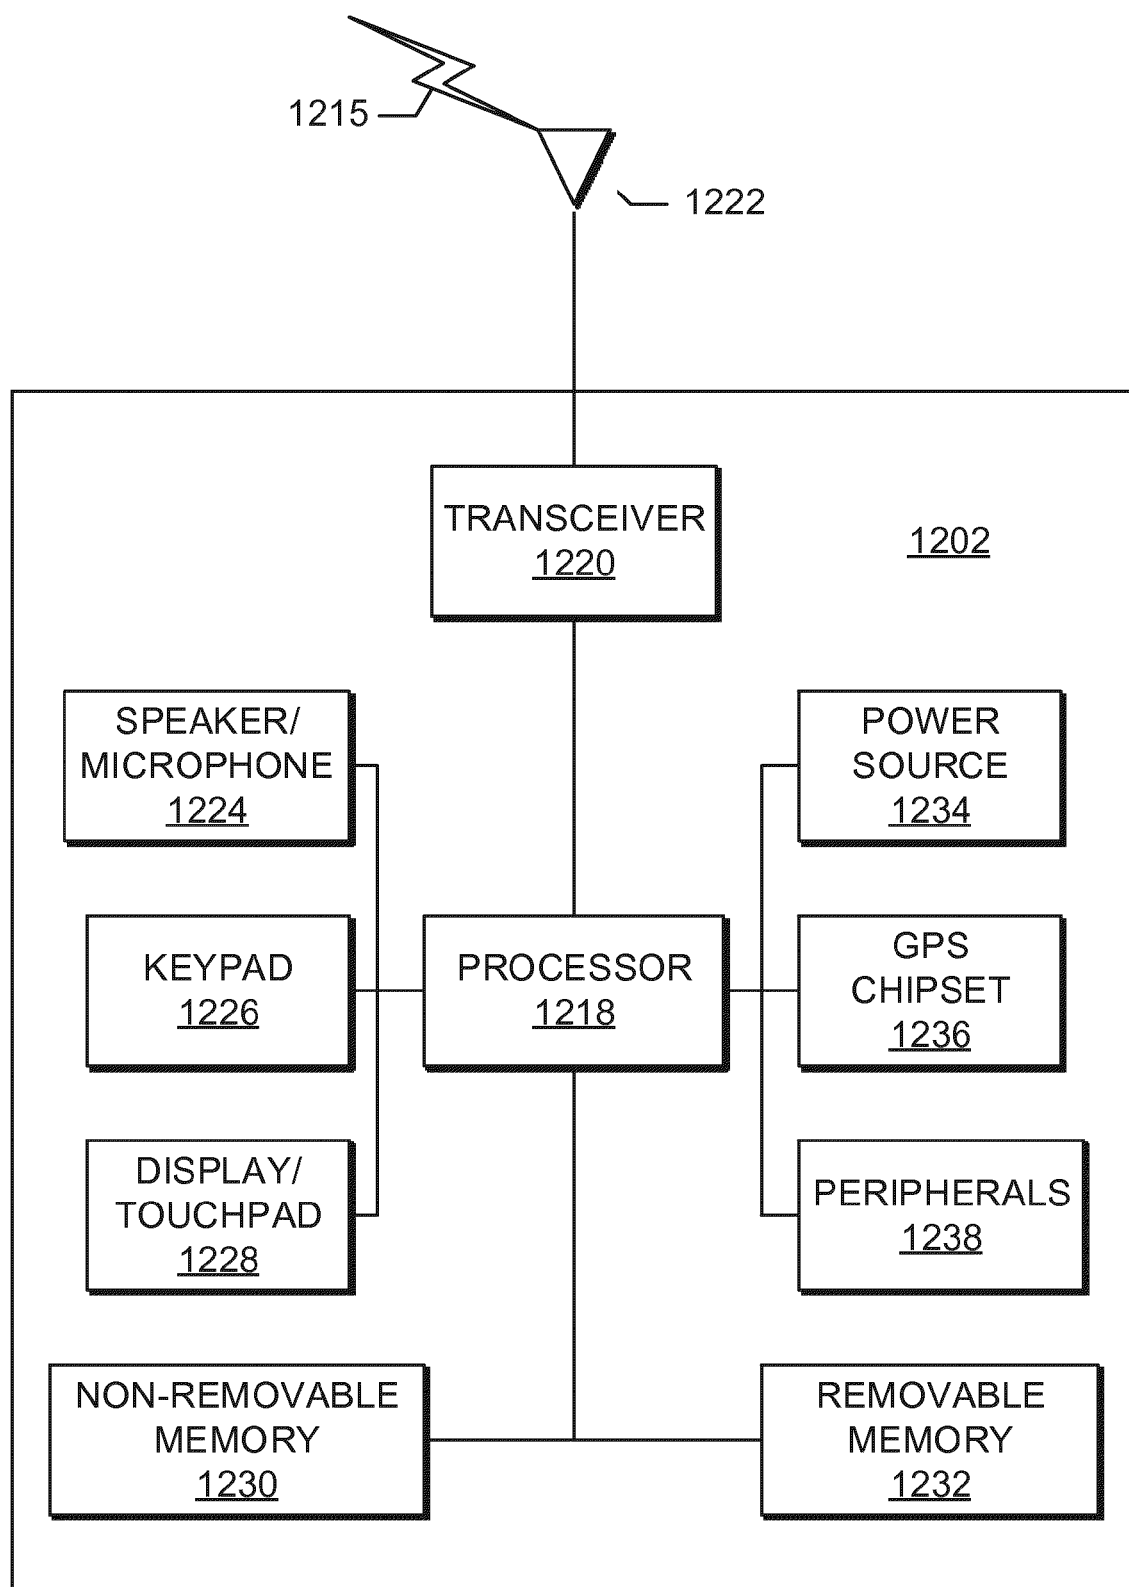 1215
1222
TRANSCEIVER
1220
1202
SPEAKER/
MICROPHONE
1224
POWER
SOURCE
1234
KEYPAD
1226
PROCESSOR
1218
GPS
CHIPSET
1236
DISPLAY/
TOUCHPAD
1228
PERIPHERALS
1238
NON-REMOVABLE
MEMORY
1230
REMOVABLE
MEMORY
1232